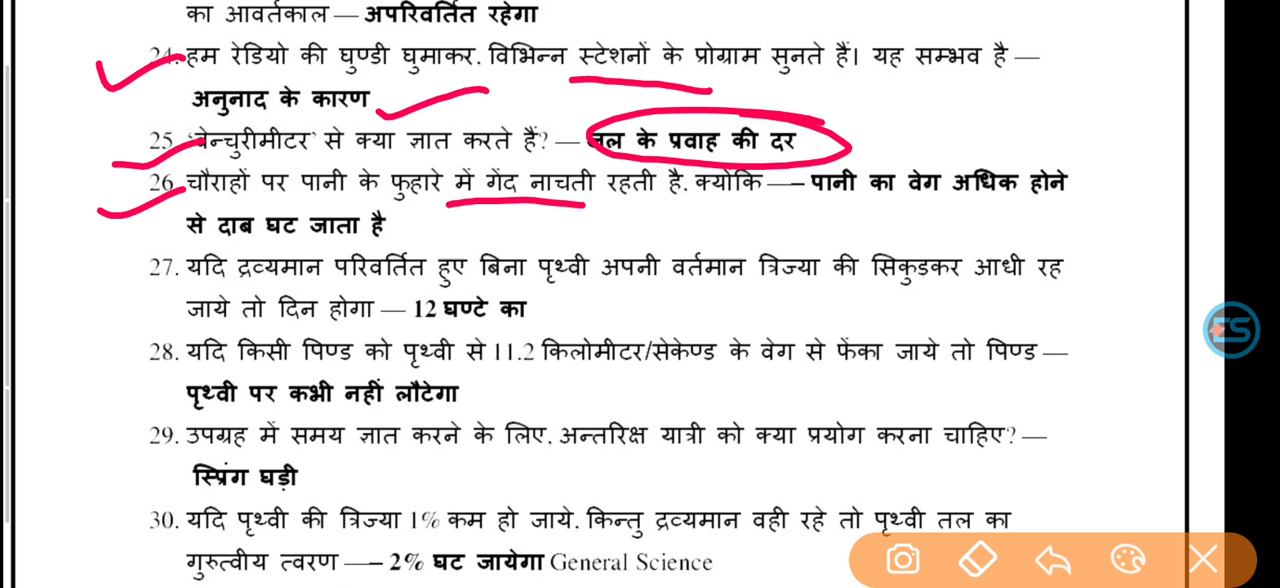 का आवर्तकाल — अपरिवर्तित रहेगा
24. हम रेडियो की घुण्डी घुमाकर, विभिन्न स्टेशनों के प्रोग्राम सुनते हैं। यह सम्भव है —
अनुनाद के कारण
25. 'वेन्चुरीमीटर' से क्या ज्ञात करते हैं? — जल के प्रवाह की दर
26. चौराहों पर पानी के फुहारे में गेंद नाचती रहती है, क्योंकि —– पानी का वेग अधिक होने
से दाब घट जाता है
27. यदि द्रव्यमान परिवर्तित हुए बिना पृथ्वी अपनी वर्तमान त्रिज्या की सिकुडकर आधी रह
जाये तो दिन होगा — 12 घण्टे का
28. यदि किसी पिण्ड को पृथ्वी से 11.2 किलोमीटर/सेकेण्ड के वेग से फेंका जाये तो पिण्ड —
पृथ्वी पर कभी नहीं लौटेगा
29. उपग्रह में समय ज्ञात करने के लिए, अन्तरिक्ष यात्री को क्या प्रयोग करना चाहिए? —
स्प्रिंग घड़ी
30. यदि पृथ्वी की त्रिज्या 1% कम हो जाये, किन्तु द्रव्यमान वही रहे तो पृथ्वी तल का
गुरुत्वीय त्वरण —– 2% घट जायेगा General Science
ES